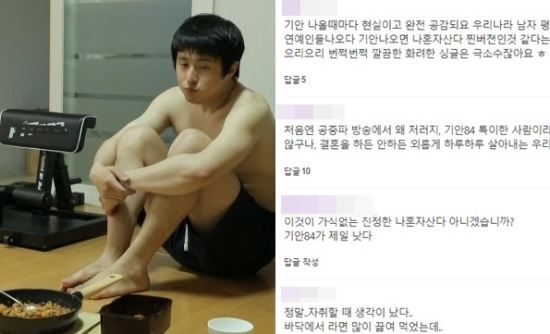 기안 나올때마다 현실이고 완전 공감되요 우리나라 남자 평
연예인들나오다 기안나오면 나혼자산다 찐버젼인것 같다는
으리으리 번쩍번쩍 깔끔한 화려한 싱글은 극소수잖아요 ㅎ
답글 5
처음엔 공중파 방송에서 왜 저러지, 기안84 특이한 사람이라
않구나, 결혼을 하든 안하든 외롭게 하루하루 살아내는 우리
답글 10
이것이 가식없는 진정한 나혼자산다 아니겠습니까?
기안84가 제일 낫다
답글 작성
정말..자취할 때 생각이 났다..
바닥에서 라면 많이 끓여 먹었는데..